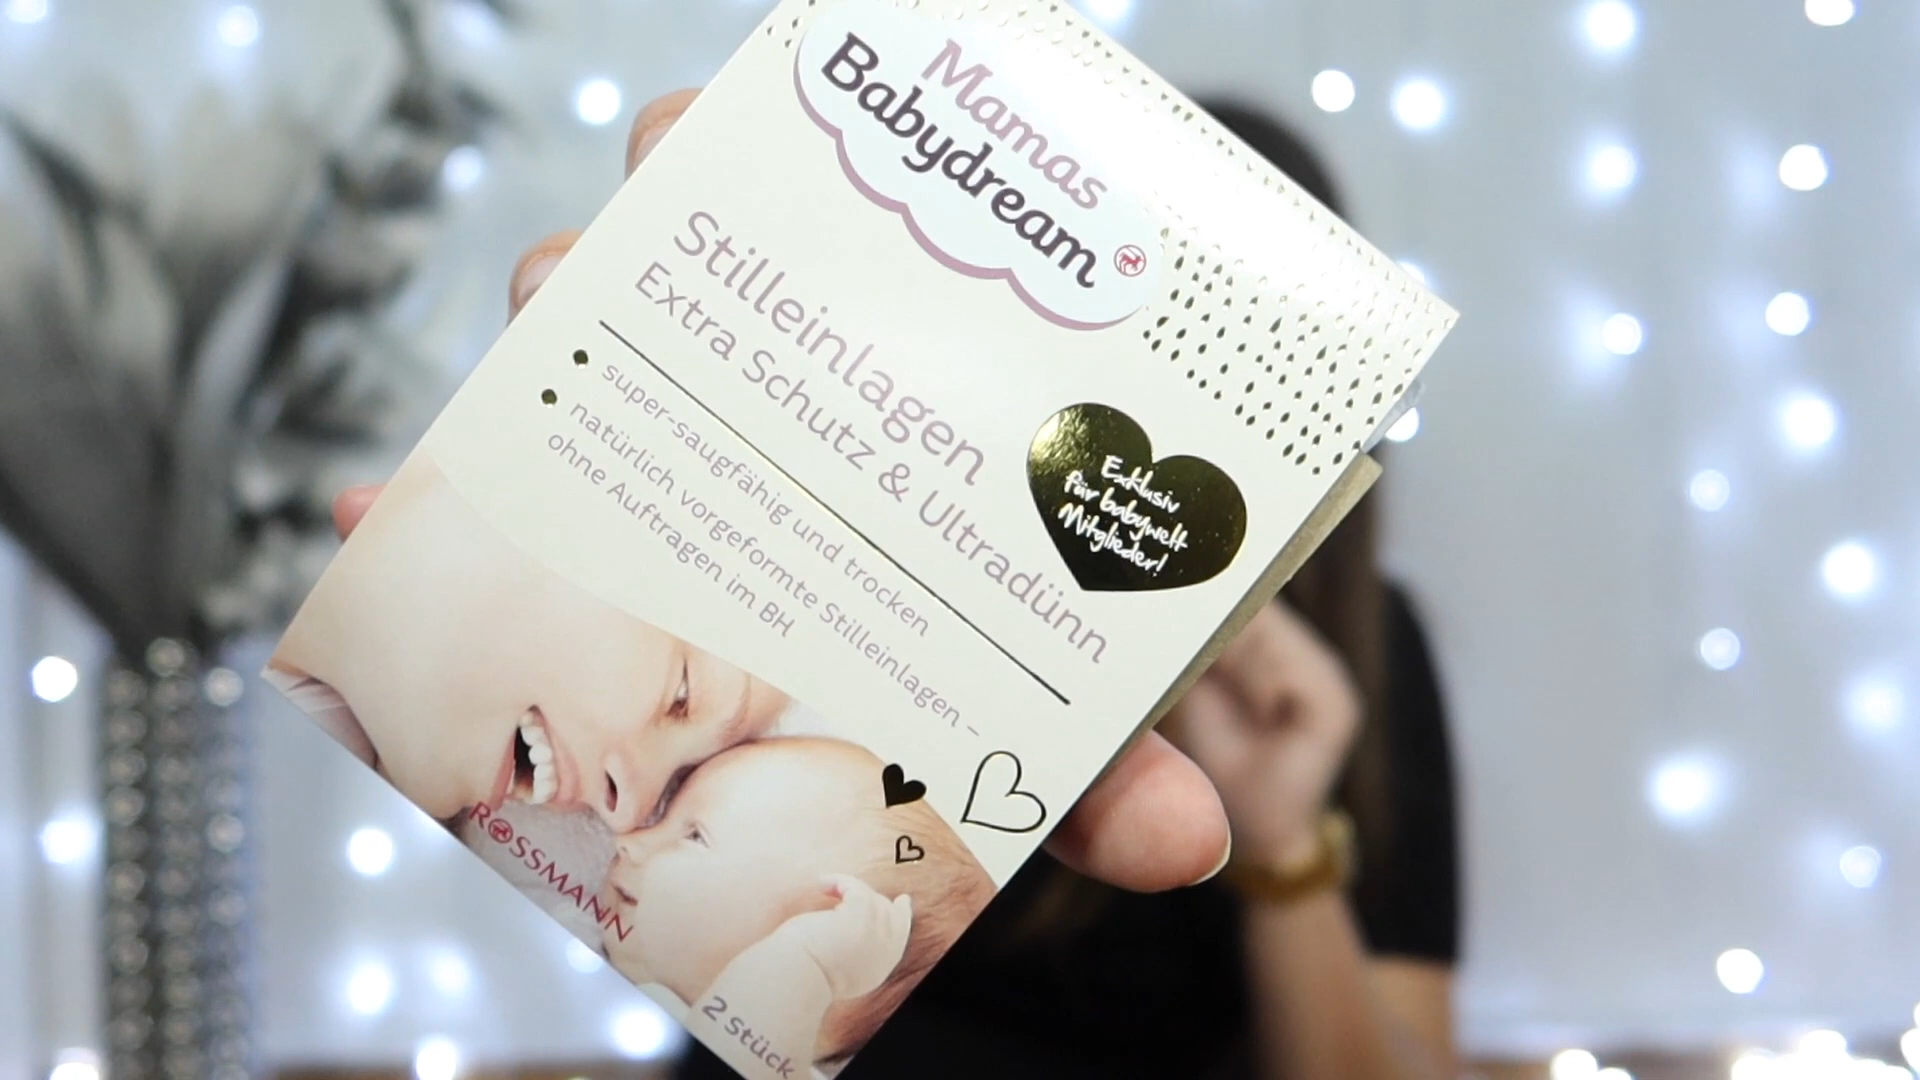 Mamas
Babydream
Stilleinlagen
Extra Schutz & Ultradünn
super-saugfähig und trocken
natürlich vorgeformte Stilleinlagen –
ohne Auftragen im BH
Exklusiv
für babywelt
Mitglieder!
ROSSMANN
2 Stück